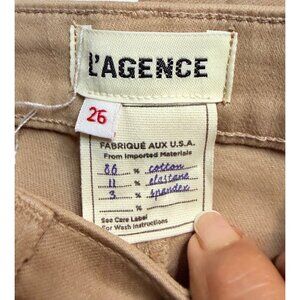 L'AGENCE
26
FABRIQUÉ AUX U.S.A.
From Imported Materials
86 % cotton
11 % elastane
3 % spandex
%
See Care Label
For Wash Instructions